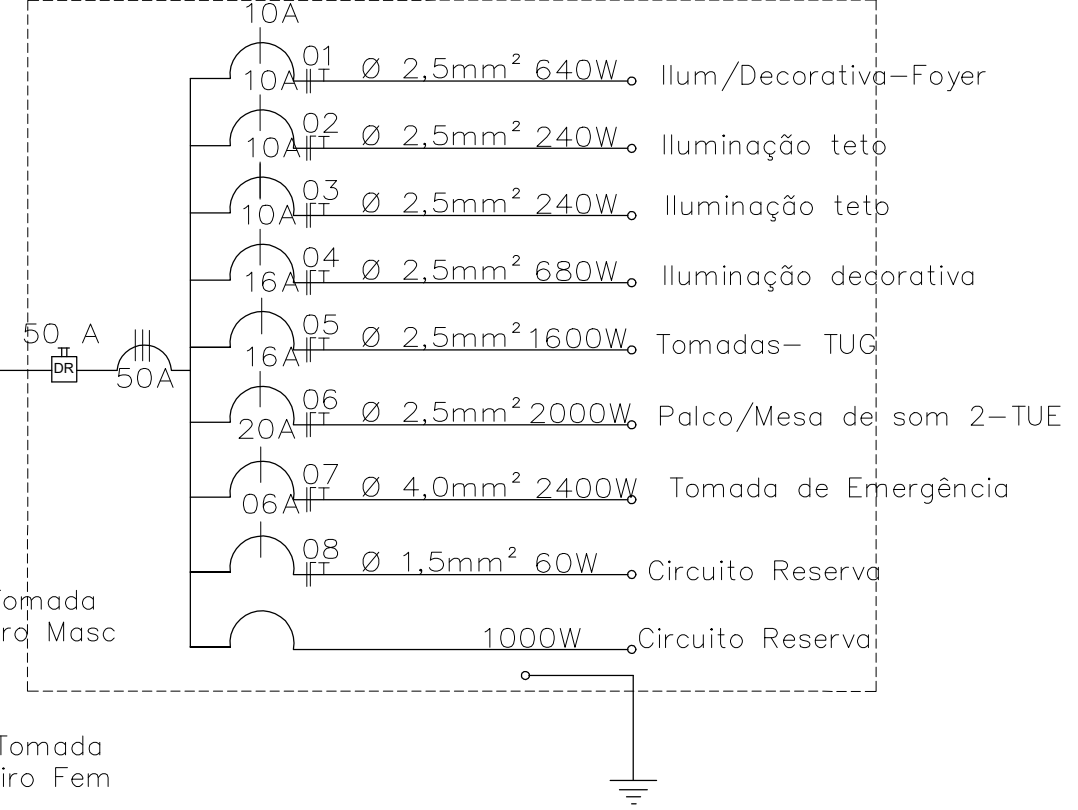 10A
01 Ø 2,5mm² 640W Ilum/Decorativa-Foyer
10A
02 Ø 2,5mm² 240W Iluminação teto
10A
03 Ø 2,5mm² 240W Iluminação teto
10A
04 Ø 2,5mm² 680W Iluminação decorativa
16A
05 Ø 2,5mm² 1600W Tomadas- TUG
50 A
DR
50A
16A
06 Ø 2,5mm² 2000W Palco/Mesa de som 2-TUE
20A
07 Ø 4,0mm² 2400W Tomada de Emergência
06A
08 Ø 1,5mm² 60W Circuito Reserva
1000W Circuito Reserva
Tomada
ro Masc
Tomada
iro Fem